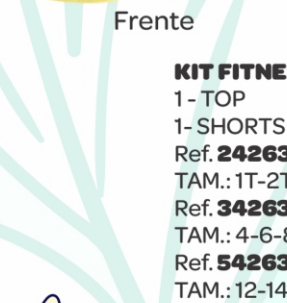 Frente
KIT FITNE
1 - TOP
1- SHORTS
Ref. 24263
TAM.: 1T-2T
Ref. 34263
TAM.: 4-6-8
Ref. 54263
TAM.: 12-14